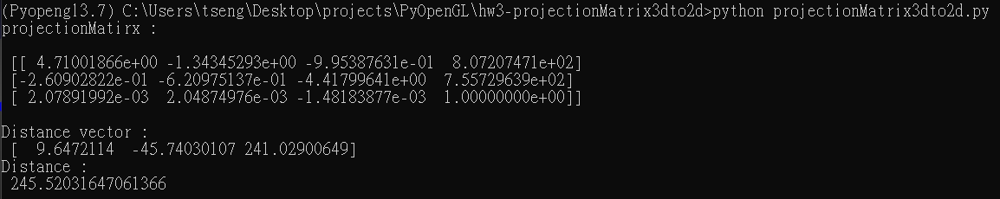 (Pyopengl3.7) C:\Users\tseng\Desktop\projects\PyOpenGL\hw3-projectionMatrix3dto2d>python projectionMatrix3dto2d.py
projectionMatirx :
[[ 4.71001866e+00 -1.34345293e+00 -9.95387631e-01  8.07207471e+02]
[-2.60902822e-01 -6.20975137e-01 -4.41799641e+00  7.55729639e+02]
[ 2.07891992e-03  2.04874976e-03 -1.48183877e-03  1.00000000e+00]]
Distance vector :
[  9.6472114  -45.74030107 241.02900649]
Distance :
245.52031647061366